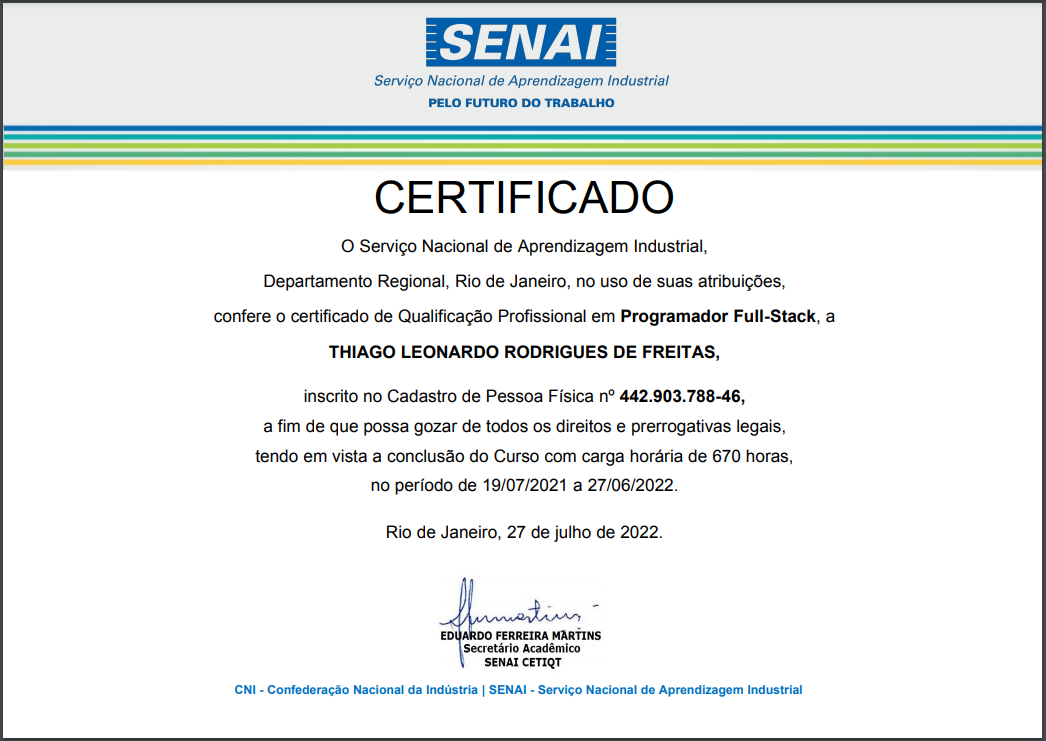 SENAI
Serviço Nacional de Aprendizagem Industrial
PELO FUTURO DO TRABALHO
CERTIFICADO
O Serviço Nacional de Aprendizagem Industrial,
Departamento Regional, Rio de Janeiro, no uso de suas atribuições,
confere o certificado de Qualificação Profissional em Programador Full-Stack, a
THIAGO LEONARDO RODRIGUES DE FREITAS,
inscrito no Cadastro de Pessoa Física nº 442.903.788-46,
a fim de que possa gozar de todos os direitos e prerrogativas legais,
tendo em vista a conclusão do Curso com carga horária de 670 horas,
no período de 19/07/2021 a 27/06/2022.
Rio de Janeiro, 27 de julho de 2022.
EDUARDO FERREIRA MARTINS
Secretário Acadêmico
SENAI CETIQT
CNI - Confederação Nacional da Indústria | SENAI - Serviço Nacional de Aprendizagem Industrial